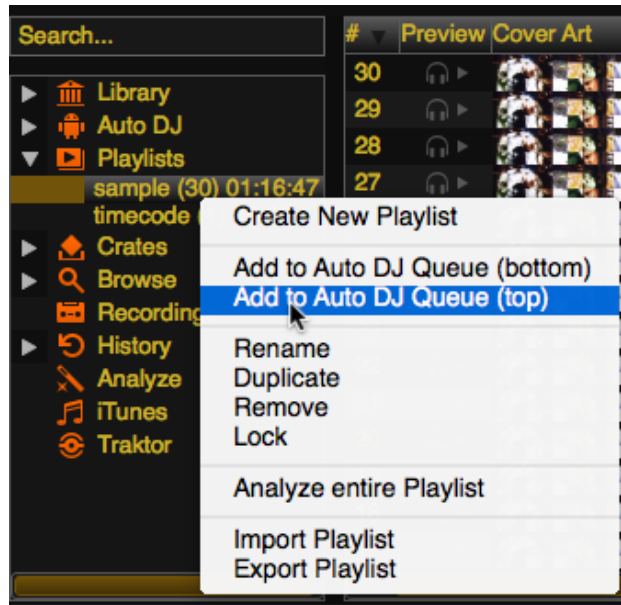 Search...
# Preview Cover Art
30
29
28
27
Library
Auto DJ
Playlists
sample (30) 01:16:47
timecode
Crates
Browse
Recording
History
Analyze
iTunes
Traktor
Create New Playlist
Add to Auto DJ Queue (bottom)
Add to Auto DJ Queue (top)
Rename
Duplicate
Remove
Lock
Analyze entire Playlist
Import Playlist
Export Playlist